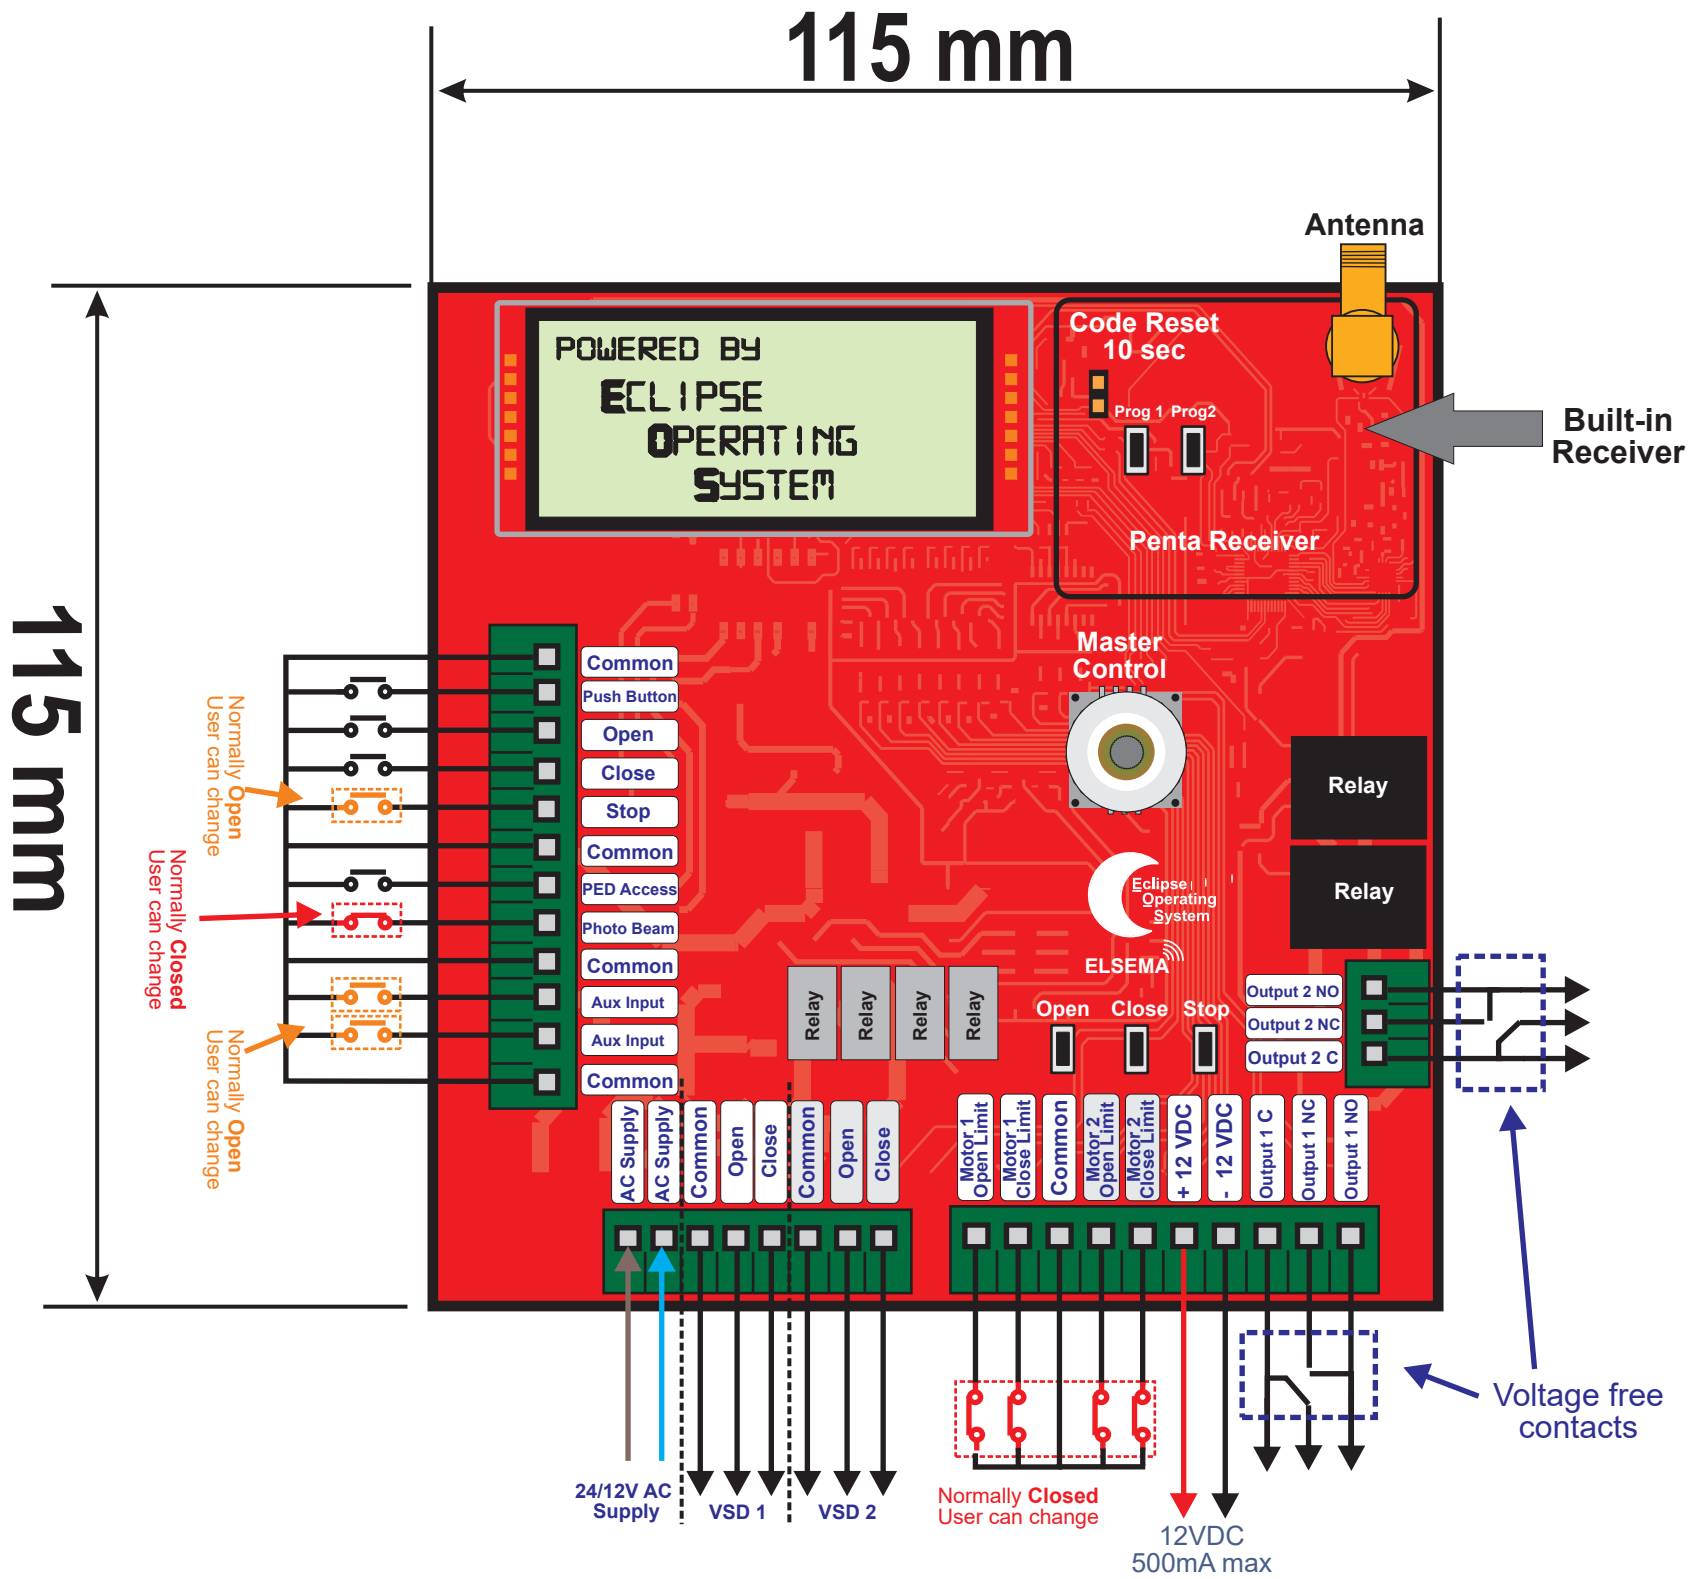 115 mm
115 mm
Antenna
POWERED BY
ECLIPSE
OPERATING
SYSTEM
Code Reset
10 sec
Prog 1 Prog2
Penta Receiver
Built-in
Receiver
Master
Control
Relay
Relay
Common
Push Button
Open
Close
Stop
Common
PED Access
Photo Beam
Common
Aux Input
Aux Input
Common
Normally Open
User can change
Normally Closed
User can change
Normally Open
User can change
Eclipse
Operating
System
ELSEMA
Relay
Relay
Relay
Relay
Open Close Stop
Output 2 NO
Output 2 NC
Output 2 C
AC Supply
AC Supply
Common
Open
Close
Common
Open
Close
Motor 1
Open Limit
Motor 1
Close Limit
Common
Motor 2
Open Limit
Motor 2
Close Limit
+ 12 VDC
- 12 VDC
Output 1 C
Output 1 NC
Output 1 NO
24/12V AC
Supply
VSD 1
VSD 2
Normally Closed
User can change
12VDC
500mA max
Voltage free
contacts